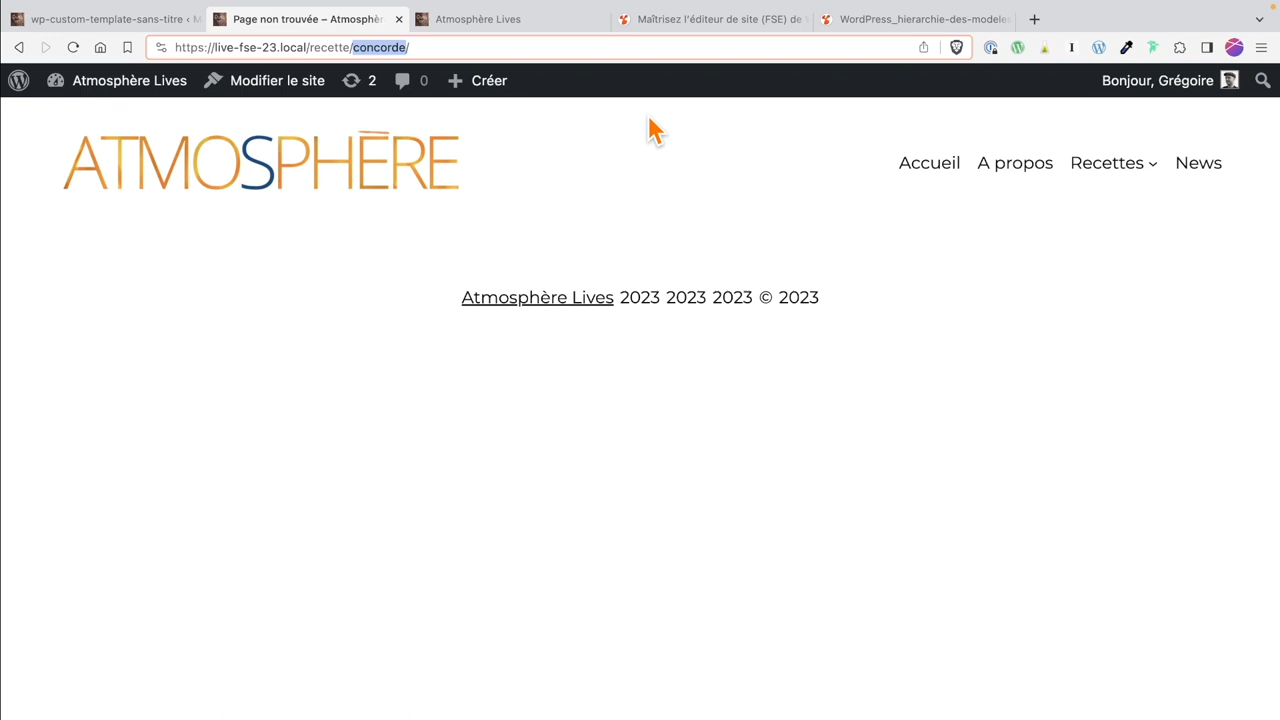 wp-custom-template-sans-titre ‹ M
Page non trouvée – Atmosphèr
Atmosphère Lives
Maîtrisez l'éditeur de site (FSE) de W
WordPress_hierarchie-des-modeles
https://live-fse-23.local/recette/concorde/
Atmosphère Lives
Modifier le site
2
0
Créer
Bonjour, Grégoire
ATMOSPHÈRE
Accueil
A propos
Recettes
News
Atmosphère Lives 2023 2023 2023 © 2023